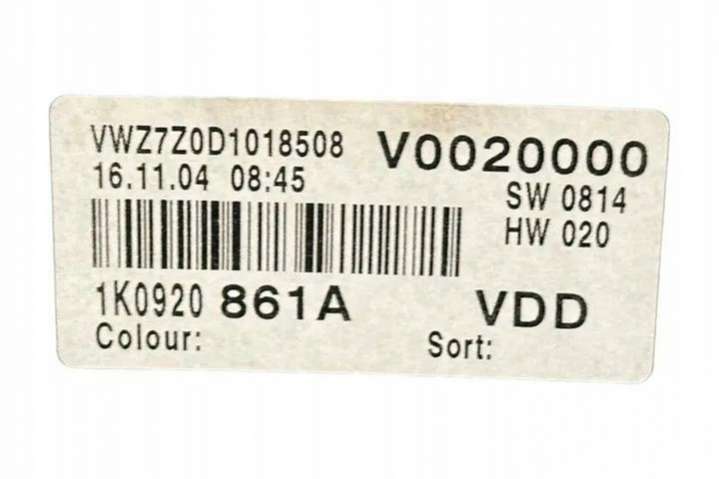 VWZ7Z0D1018508 V0020000
16.11.04 08:45 SW 0814
HW 020
1K0920 861A VDD
Colour: Sort: